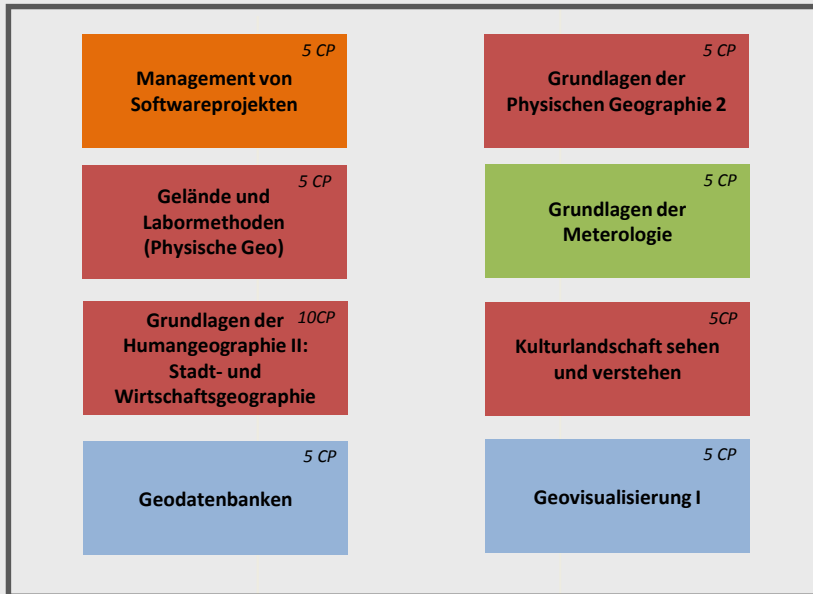 5 CP
Management von
Softwareprojekten
5 CP
Grundlagen der
Physischen Geographie 2
5 CP
Gelände und
Labormethoden
(Physische Geo)
5 CP
Grundlagen der
Meterologie
10CP
Grundlagen der
Humangeographie II:
Stadt- und
Wirtschaftsgeographie
5CP
Kulturlandschaft sehen
und verstehen
5 CP
Geodatenbanken
5 CP
Geovisualisierung I